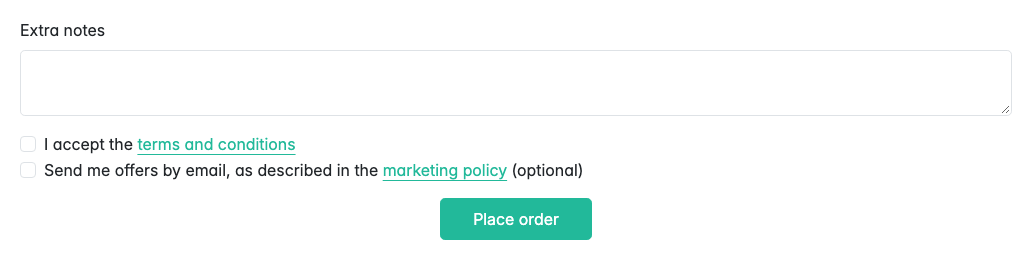 Extra notes
I accept the terms and conditions
Send me offers by email, as described in the marketing policy (optional)
Place order